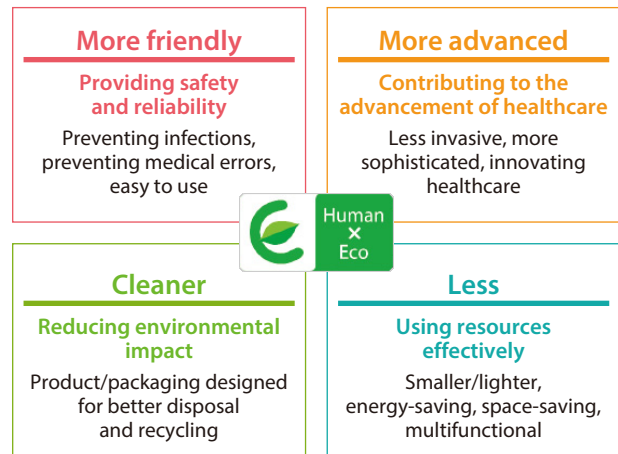 More friendly
Providing safety
and reliability
Preventing infections,
preventing medical errors,
easy to use
More advanced
Contributing to the
advancement of healthcare
Less invasive, more
sophisticated, innovating
healthcare
Human
×
Eco
Cleaner
Reducing environmental
impact
Product/packaging designed
for better disposal
and recycling
Less
Using resources
effectively
Smaller/lighter,
energy-saving, space-saving,
multifunctional